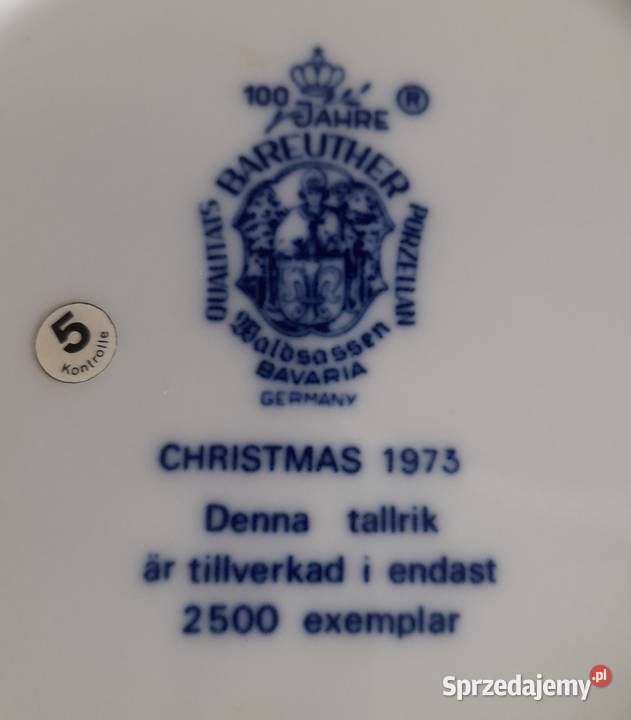 100 JAHRE ®
BAREUTHER
QUALITÄTS
PORZELLAN
Waldsassen
BAVARIA
GERMANY
5
Kontrolle
CHRISTMAS 1973
Denna tallrik
är tillverkad i endast
2500 exemplar
Sprzedajemy.pl